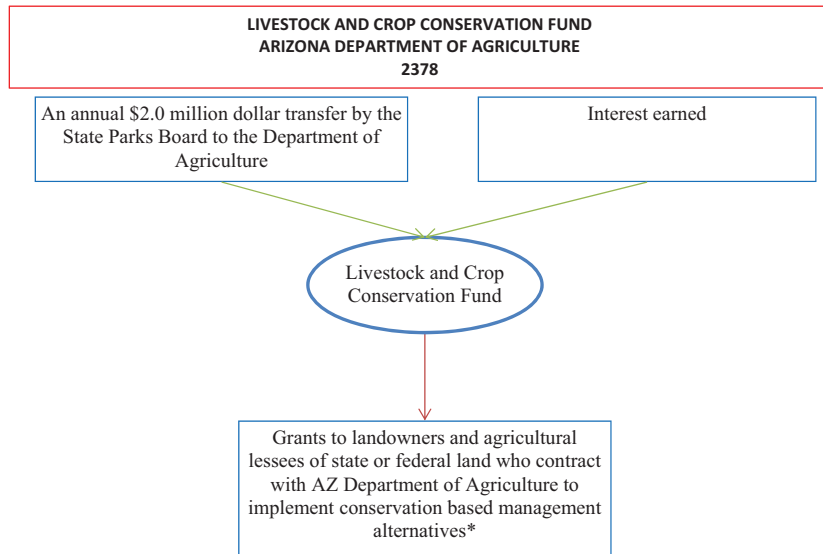 LIVESTOCK AND CROP CONSERVATION FUND
ARIZONA DEPARTMENT OF AGRICULTURE
2378
An annual $2.0 million dollar transfer by the
State Parks Board to the Department of
Agriculture
Interest earned
Livestock and Crop
Conservation Fund
Grants to landowners and agricultural
lessees of state or federal land who contract
with AZ Department of Agriculture to
implement conservation based management
alternatives*